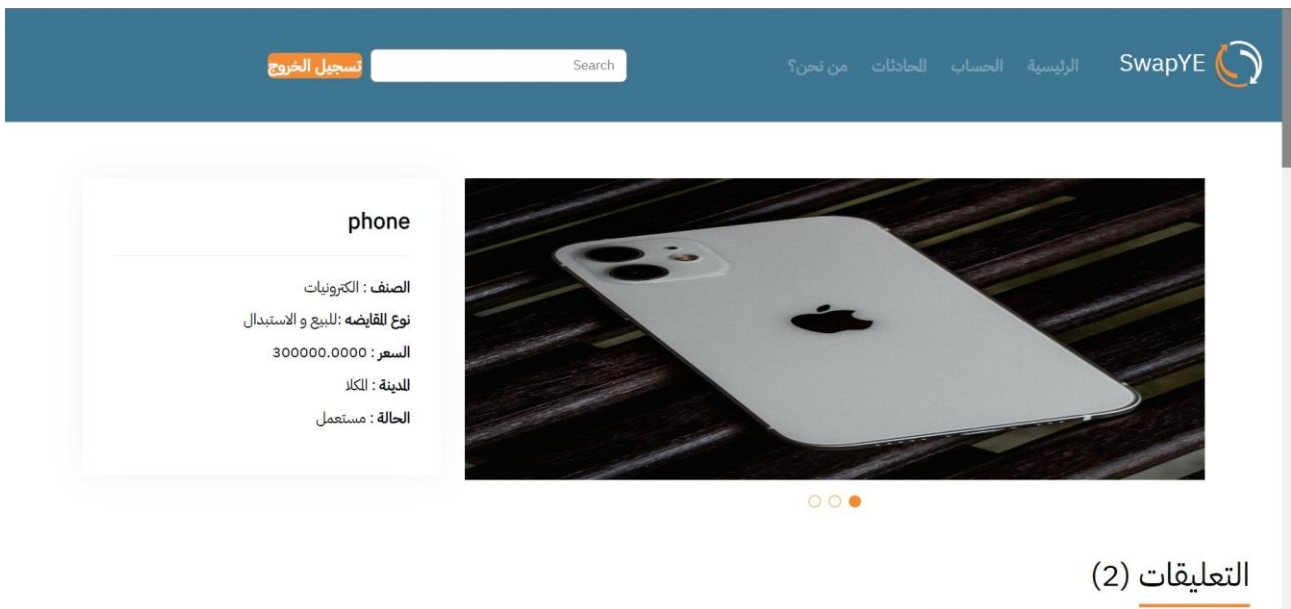 SwapYE الرئيسية الحساب المحادثات من نحن؟ Search تسجيل الخروج
phone
الصنف : الكترونيات
نوع المقايضه :للبيع و الاستبدال
السعر : 300000.0000
المدينة : المكلا
الحالة : مستعمل
التعليقات (2)